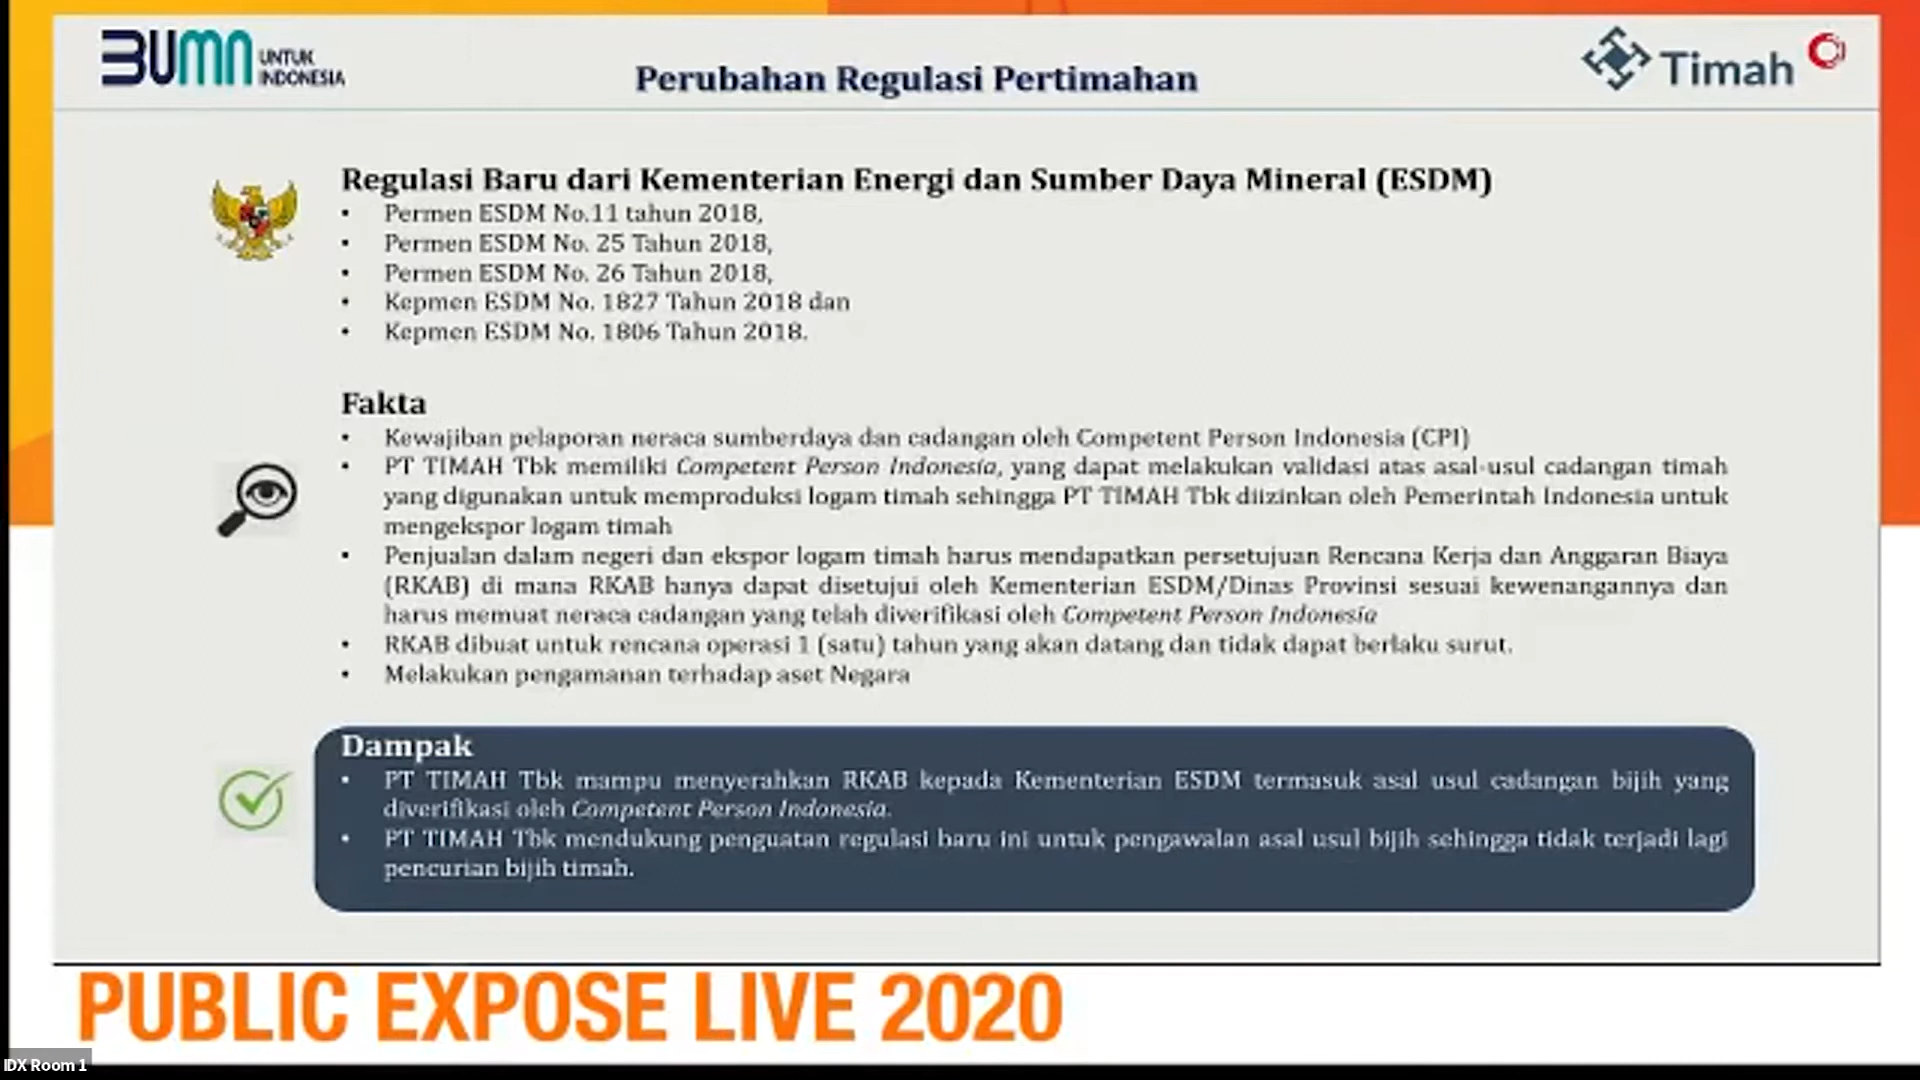 BUMN UNTUK
INDONESIA
Perubahan Regulasi Pertimahan
Timah
Regulasi Baru dari Kementerian Energi dan Sumber Daya Mineral (ESDM)
• Permen ESDM No.11 tahun 2018,
• Permen ESDM No. 25 Tahun 2018,
• Permen ESDM No. 26 Tahun 2018,
• Kepmen ESDM No. 1827 Tahun 2018 dan
• Kepmen ESDM No. 1806 Tahun 2018.
Fakta
• Kewajiban pelaporan neraca sumberdaya dan cadangan oleh Competent Person Indonesia (CPI)
• PT TIMAH Tbk memiliki Competent Person Indonesia, yang dapat melakukan validasi atas asal-usul cadangan timah
yang digunakan untuk memproduksi logam timah sehingga PT TIMAH Tbk diizinkan oleh Pemerintah Indonesia untuk
mengekspor logam timah
• Penjualan dalam negeri dan ekspor logam timah harus mendapatkan persetujuan Rencana Kerja dan Anggaran Biaya
(RKAB) di mana RKAB hanya dapat disetujui oleh Kementerian ESDM/Dinas Provinsi sesuai kewenangannya dan
harus memuat neraca cadangan yang telah diverifikasi oleh Competent Person Indonesia
• RKAB dibuat untuk rencana operasi 1 (satu) tahun yang akan datang dan tidak dapat berlaku surut.
• Melakukan pengamanan terhadap aset Negara
Dampak
• PT TIMAH Tbk mampu menyerahkan RKAB kepada Kementerian ESDM termasuk asal usul cadangan bijih yang
diverifikasi oleh Competent Person Indonesia.
• PT TIMAH Tbk mendukung penguatan regulasi baru ini untuk pengawalan asal usul bijih sehingga tidak terjadi lagi
pencurian bijih timah.
PUBLIC EXPOSE LIVE 2020
IDX Room 1